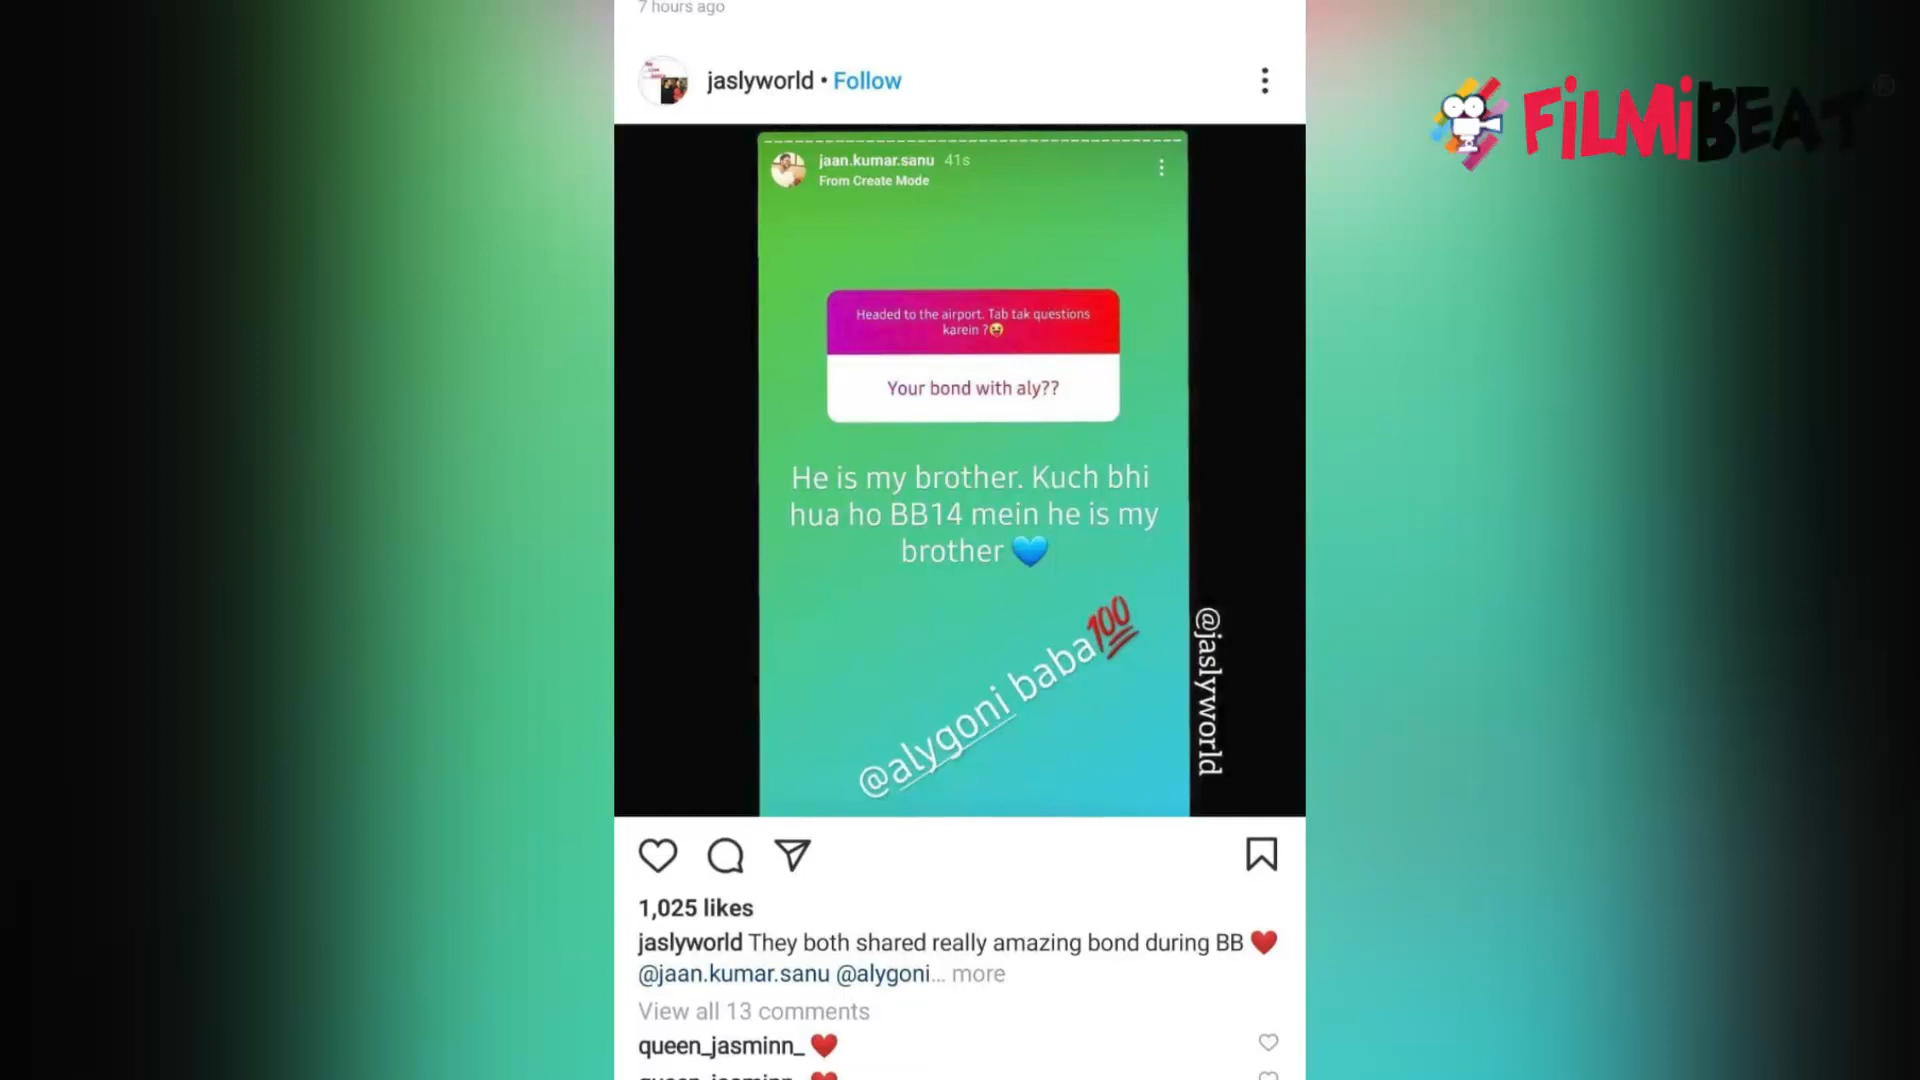 7 hours ago
jaslyworld • Follow
FiLMiBEAT®
jaan.kumar.sanu 41s
From Create Mode
Headed to the airport. Tab tak questions
karein ?😝
Your bond with aly??
He is my brother. Kuch bhi
hua ho BB14 mein he is my
brother 💙
@alygoni baba💯
@jaslyworld
1,025 likes
jaslyworld They both shared really amazing bond during BB ❤️
@jaan.kumar.sanu @alygoni... more
View all 13 comments
queen_jasminn_ ❤️